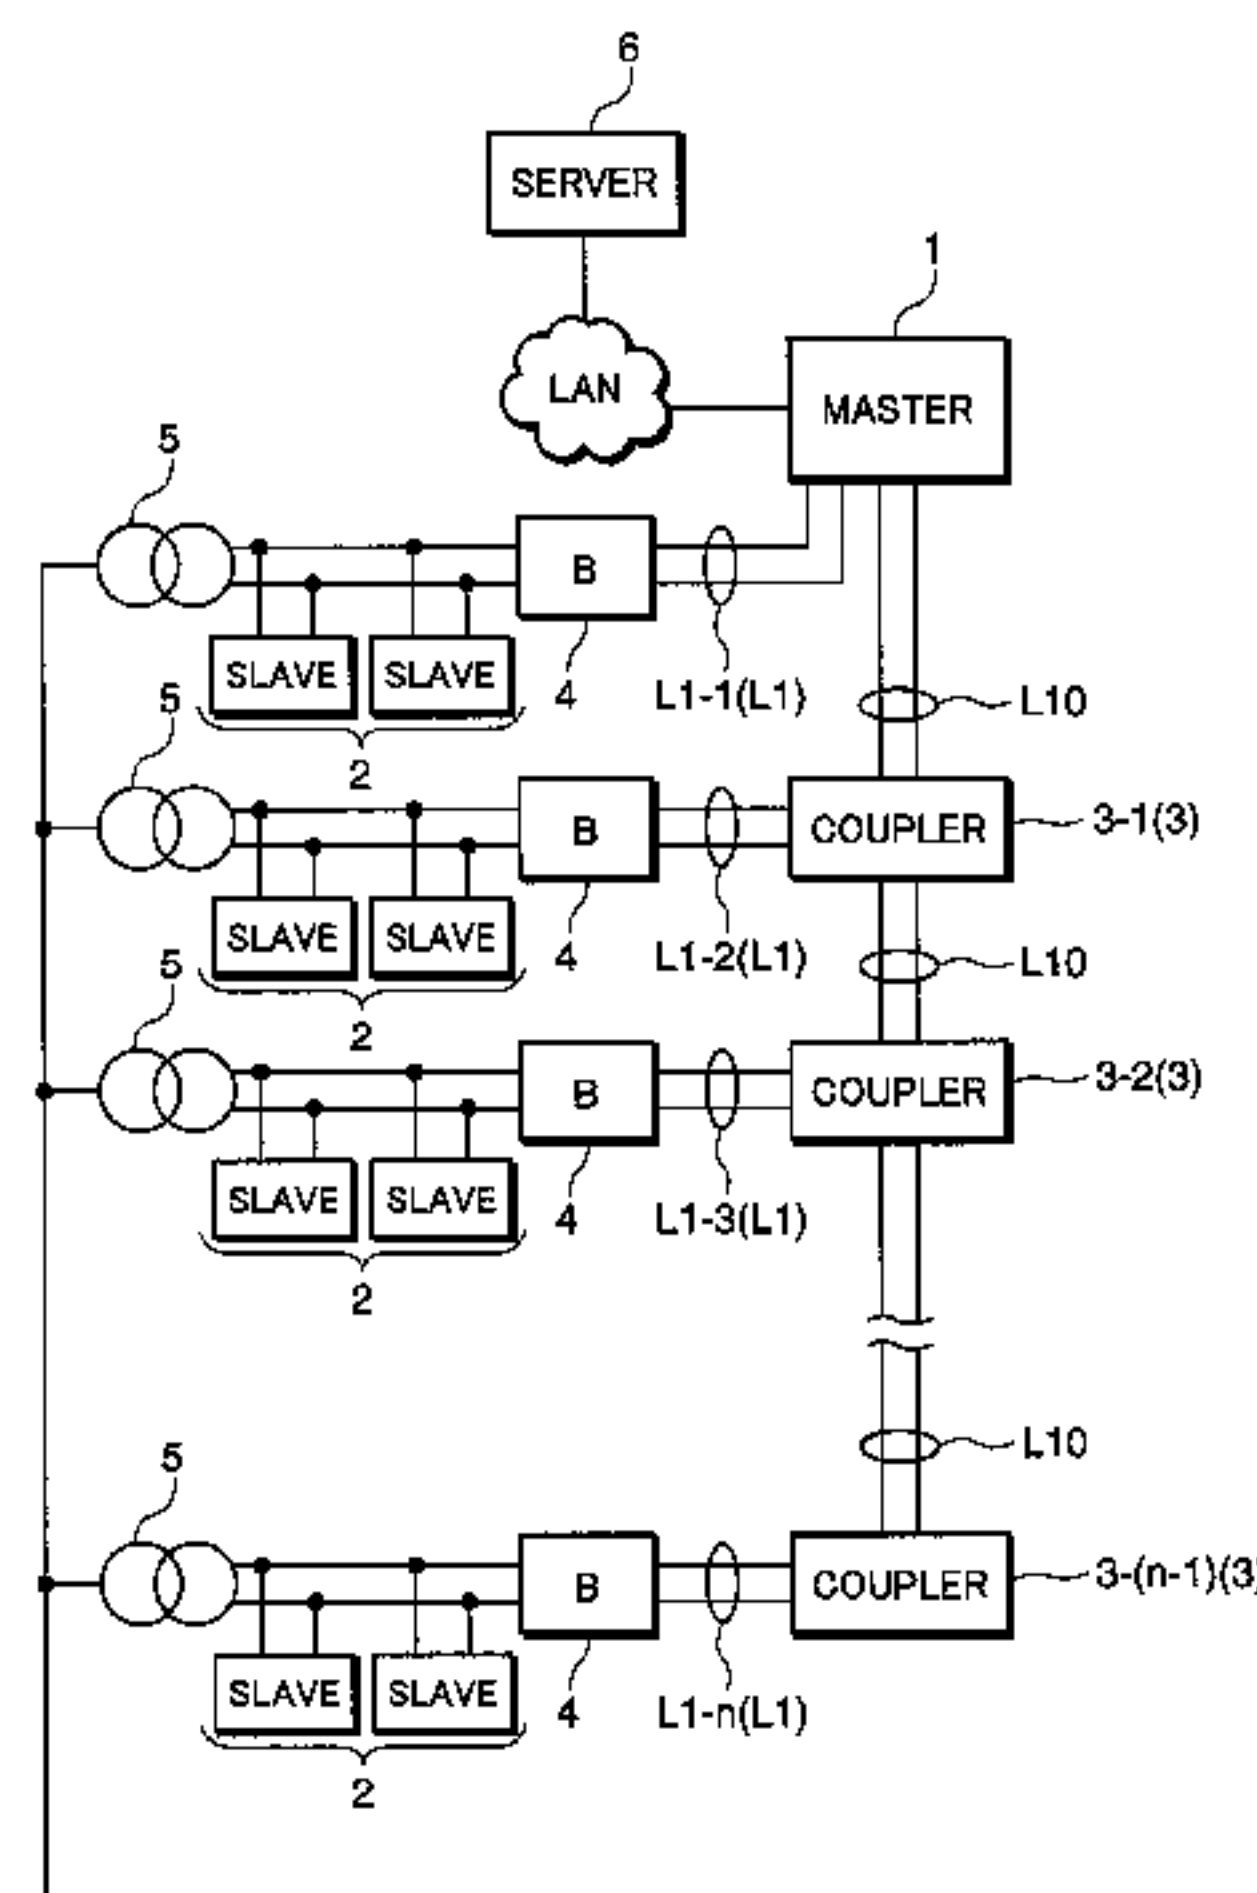 6
SERVER
1
LAN
MASTER
5
B
SLAVE SLAVE
4
L1-1(L1)
L10
5
2
B
COUPLER
3-1(3)
SLAVE SLAVE
4
L1-2(L1)
L10
5
2
B
COUPLER
3-2(3)
SLAVE SLAVE
4
L1-3(L1)
2
L10
5
B
COUPLER
3-(n-1)(3)
SLAVE SLAVE
4
L1-n(L1)
2